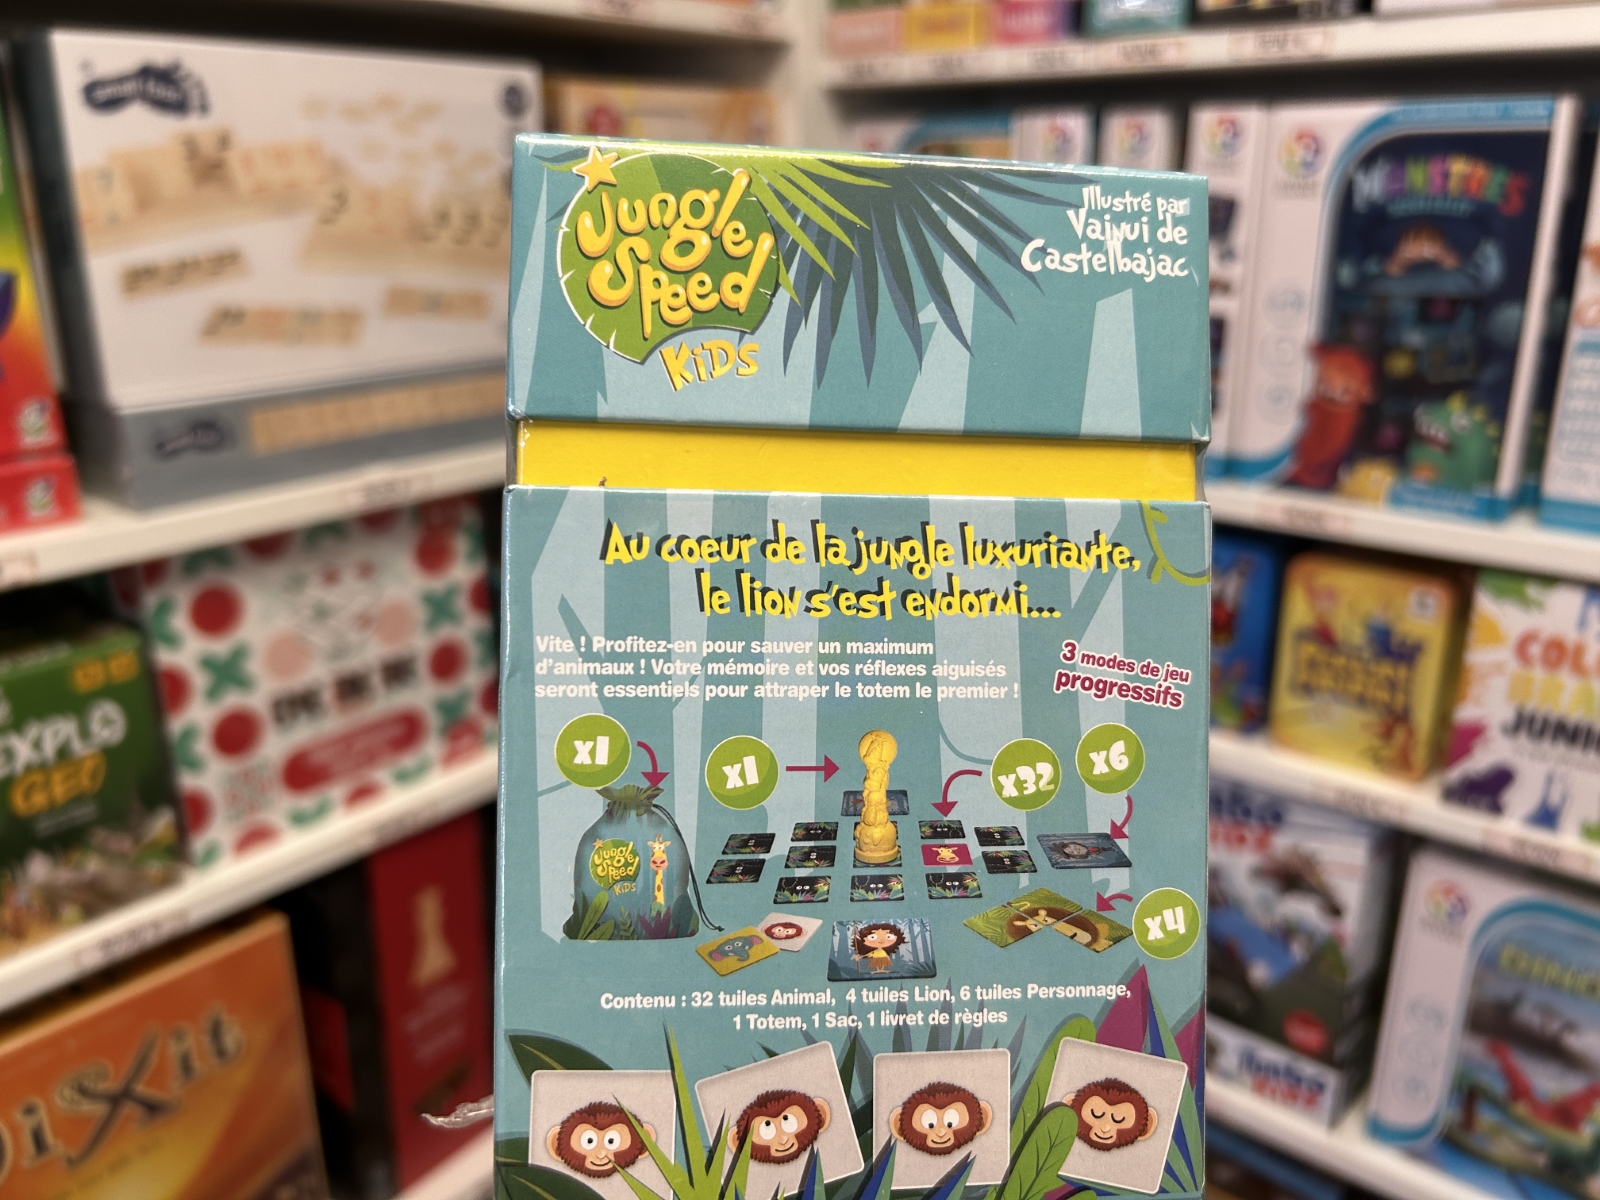 Jungle
Speed
KiDS
Illustré par
Vainui de
Castelbajac
Au coeur de la jungle luxuriante,
le lion s'est endormi...
Vite ! Profitez-en pour sauver un maximum
d'animaux ! Votre mémoire et vos réflexes aiguisés
seront essentiels pour attraper le totem le premier !
3 modes de jeu
progressifs
x1
x1
x32
x6
Jungle
Speed
KiDS
x4
Contenu : 32 tuiles Animal, 4 tuiles Lion, 6 tuiles Personnage,
1 Totem, 1 Sac, 1 livret de règles
MONSTRES
EXPLO
GEO
DiXit
JUNI